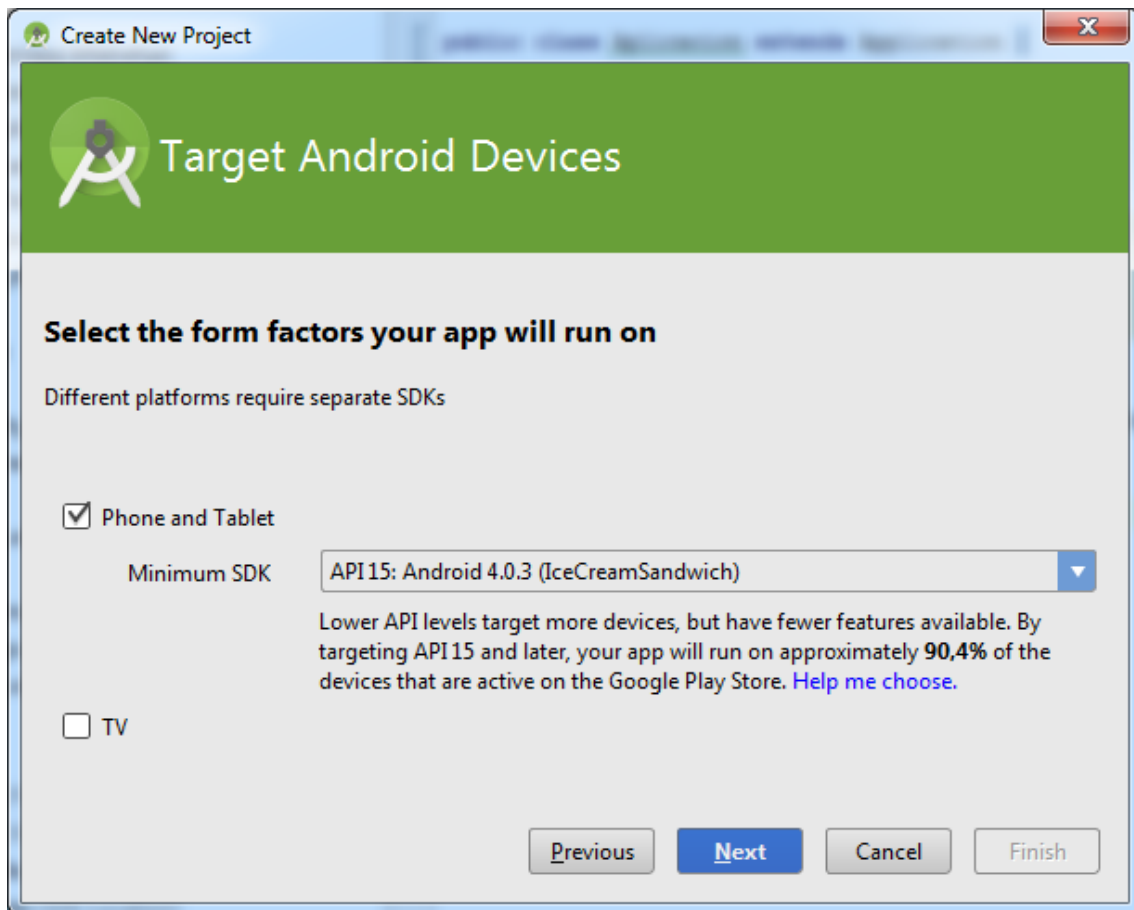 Create New Project
Target Android Devices
Select the form factors your app will run on
Different platforms require separate SDKs
Phone and Tablet
Minimum SDK API 15: Android 4.0.3 (IceCreamSandwich)
Lower API levels target more devices, but have fewer features available. By
targeting API 15 and later, your app will run on approximately 90,4% of the
devices that are active on the Google Play Store. Help me choose.
TV
Previous Next Cancel Finish